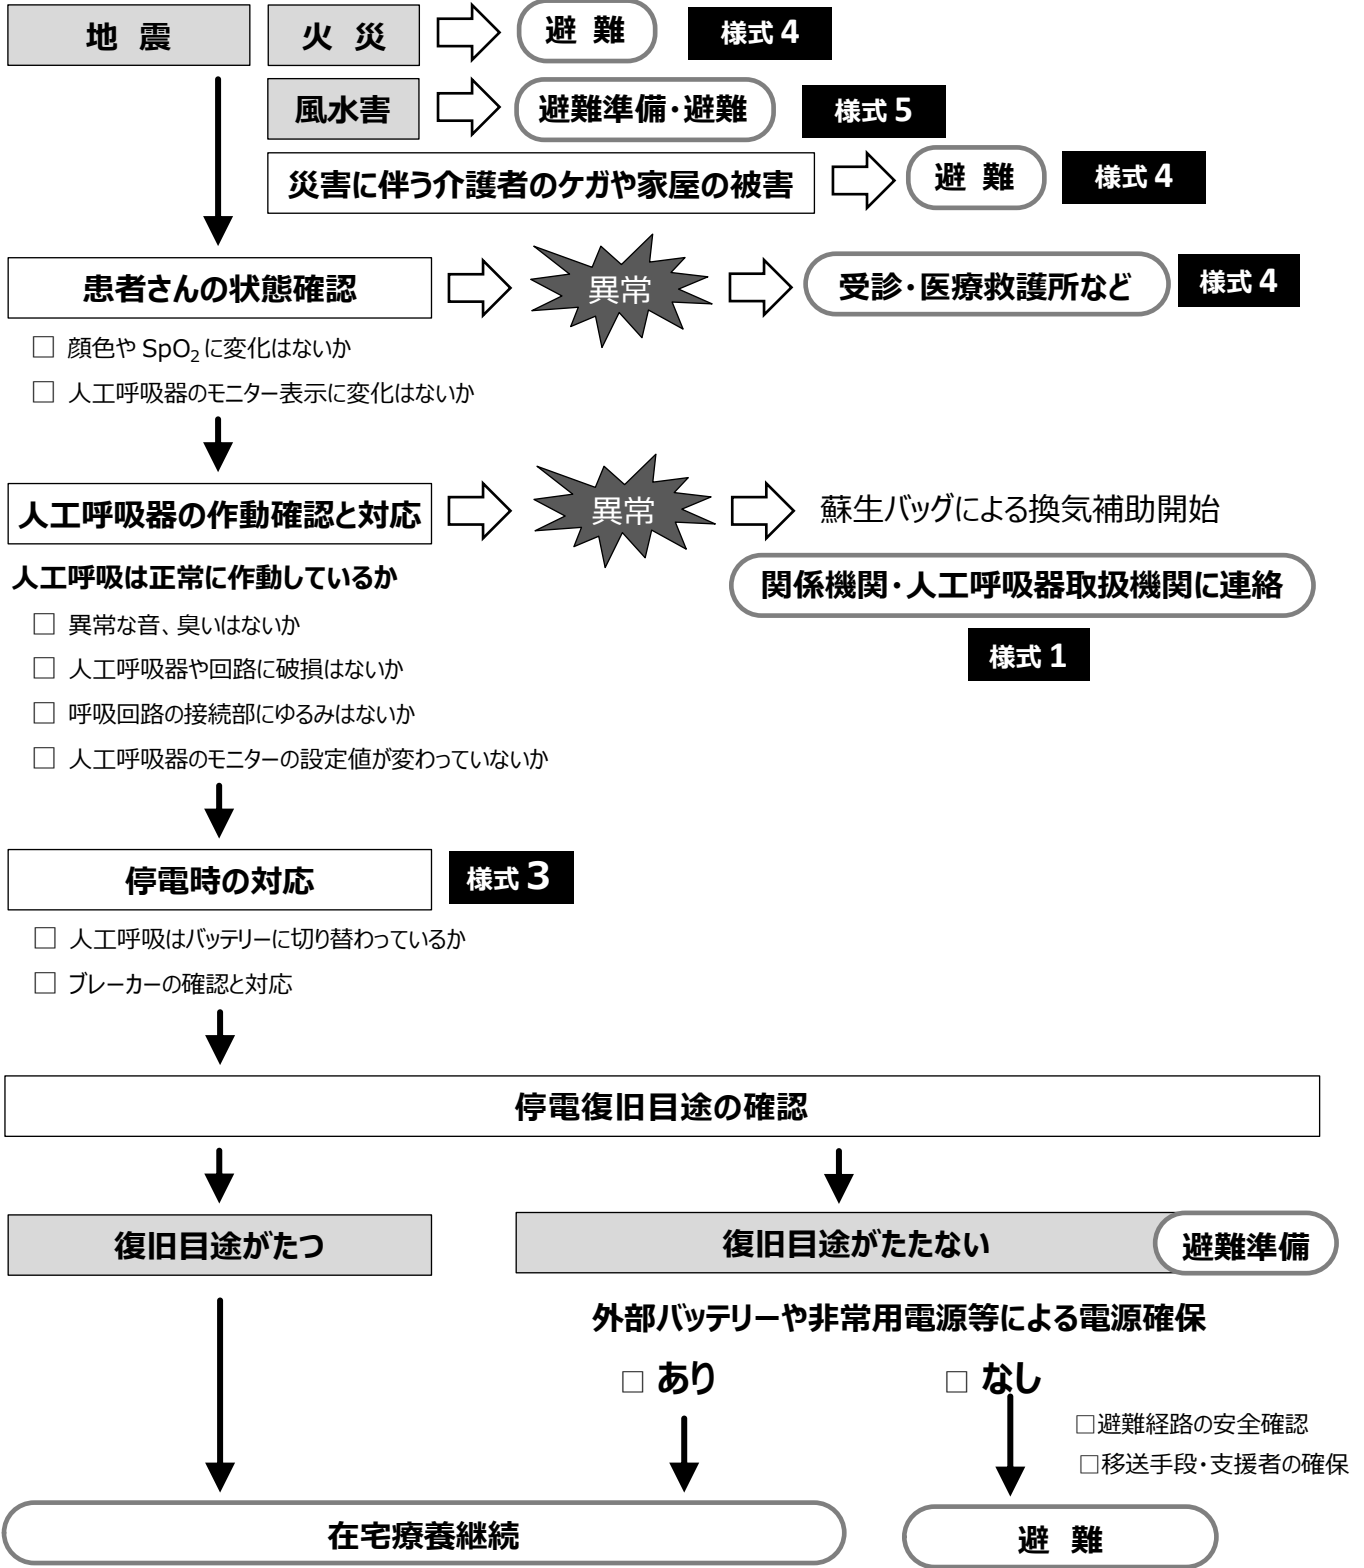 地 震
火 災
避 難
様式 4
風水害
避難準備・避難
様式 5
災害に伴う介護者のケガや家屋の被害
避 難
様式 4
患者さんの状態確認
異常
受診・医療救護所など
様式 4
□ 顔色や SpO₂ に変化はないか
□ 人工呼吸器のモニター表示に変化はないか
人工呼吸器の作動確認と対応
異常
蘇生バッグによる換気補助開始
人工呼吸は正常に作動しているか
関係機関・人工呼吸器取扱機関に連絡
□ 異常な音、臭いはないか
様式 1
□ 人工呼吸器や回路に破損はないか
□ 呼吸回路の接続部にゆるみはないか
□ 人工呼吸器のモニターの設定値が変わっていないか
停電時の対応
様式 3
□ 人工呼吸はバッテリーに切り替わっているか
□ ブレーカーの確認と対応
停電復旧目途の確認
復旧目途がたつ
復旧目途がたたない
避難準備
外部バッテリーや非常用電源等による電源確保
□ あり
□ なし
□避難経路の安全確認
□移送手段・支援者の確保
在宅療養継続
避 難